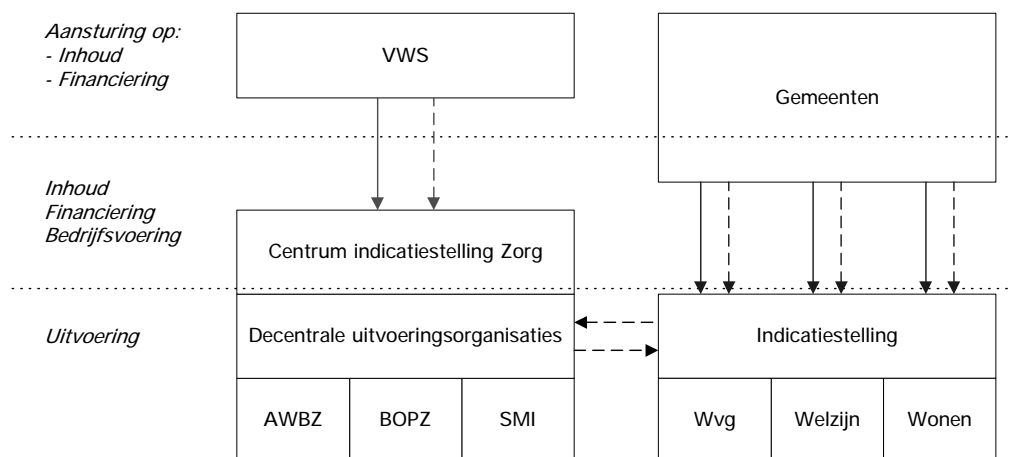 Aansturing op:
- Inhoud
- Financiering
VWS
Gemeenten
Inhoud
Financiering
Bedrijfsvoering
Centrum indicatiestelling Zorg
Uitvoering
Decentrale uitvoeringsorganisaties
Indicatiestelling
AWBZ
BOPZ
SMI
Wvg
Welzijn
Wonen